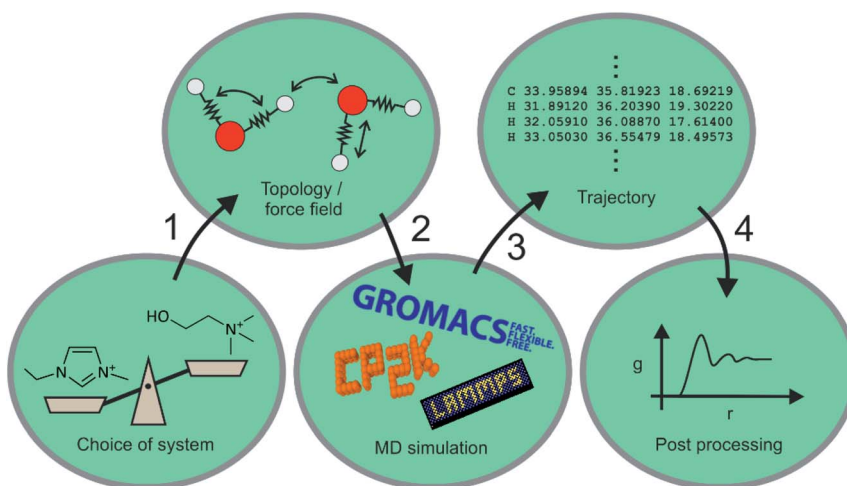 ⋮
C 33.95894 35.81923 18.69219
H 31.89120 36.20390 19.30220
H 32.05910 36.08870 17.61400
H 33.05030 36.55479 18.49573
⋮
Topology /
force field
Trajectory
1
2
3
4
HO
N+
N
N+
Choice of system
GROMACS
FAST.
FLEXIBLE.
FREE.
CP2K
LAMMPS
MD simulation
g
r
Post processing